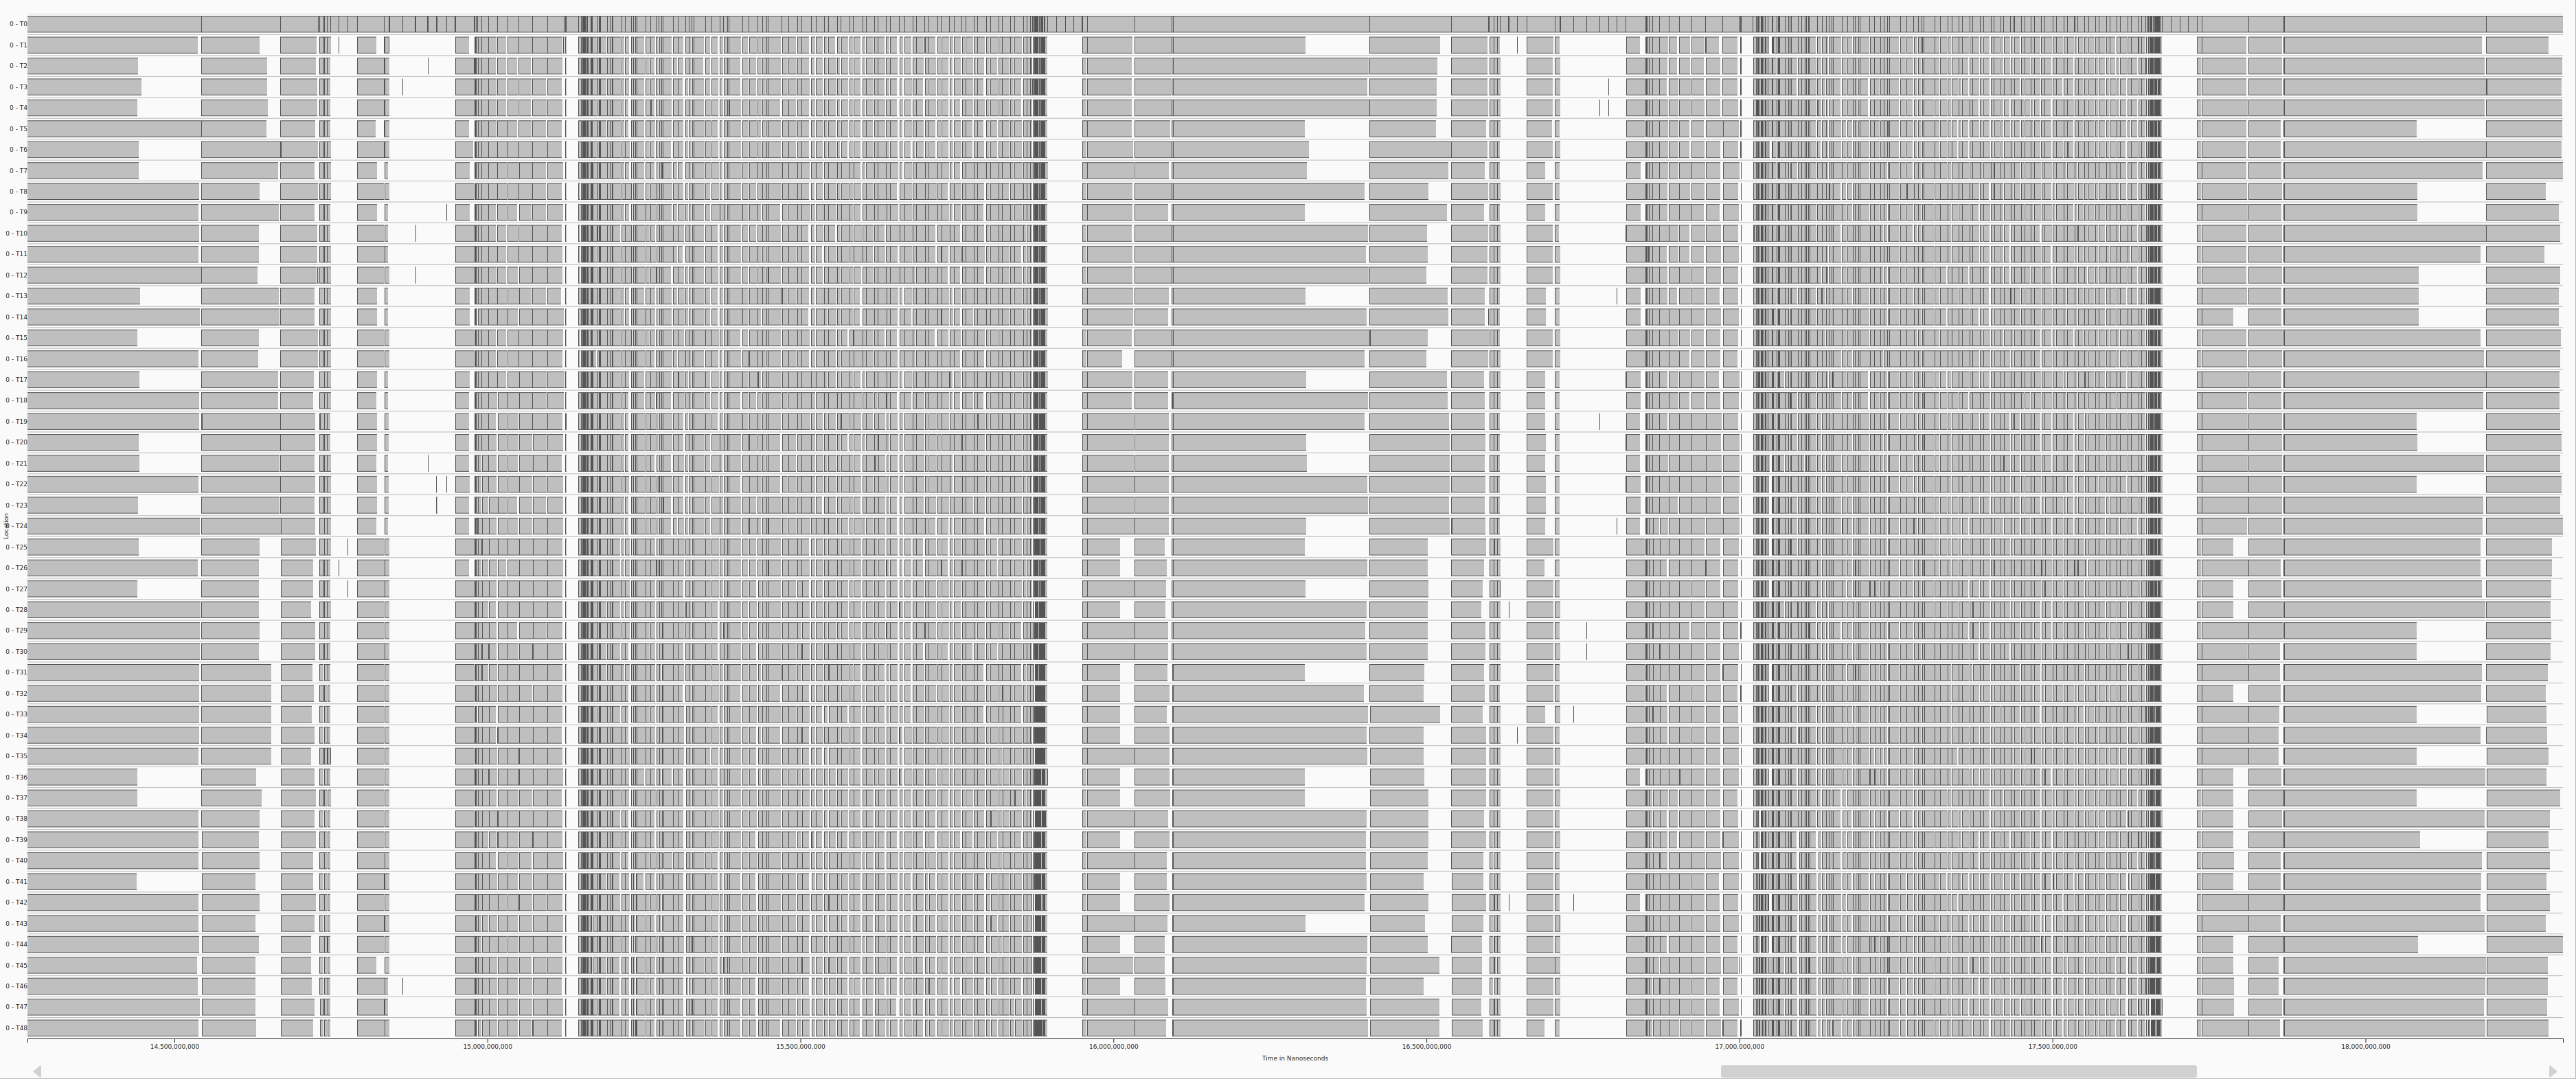 0 - T0
0 - T1
0 - T2
0 - T3
0 - T4
0 - T5
0 - T6
0 - T7
0 - T8
0 - T9
0 - T10
0 - T11
0 - T12
0 - T13
0 - T14
0 - T15
0 - T16
0 - T17
0 - T18
0 - T19
0 - T20
0 - T21
0 - T22
0 - T23
Location
0 - T24
0 - T25
0 - T26
0 - T27
0 - T28
0 - T29
0 - T30
0 - T31
0 - T32
0 - T33
0 - T34
0 - T35
0 - T36
0 - T37
0 - T38
0 - T39
0 - T40
0 - T41
0 - T42
0 - T43
0 - T44
0 - T45
0 - T46
0 - T47
0 - T48
14,500,000,000 15,000,000,000 15,500,000,000 16,000,000,000 16,500,000,000 17,000,000,000 17,500,000,000 18,000,000,000
Time in Nanoseconds